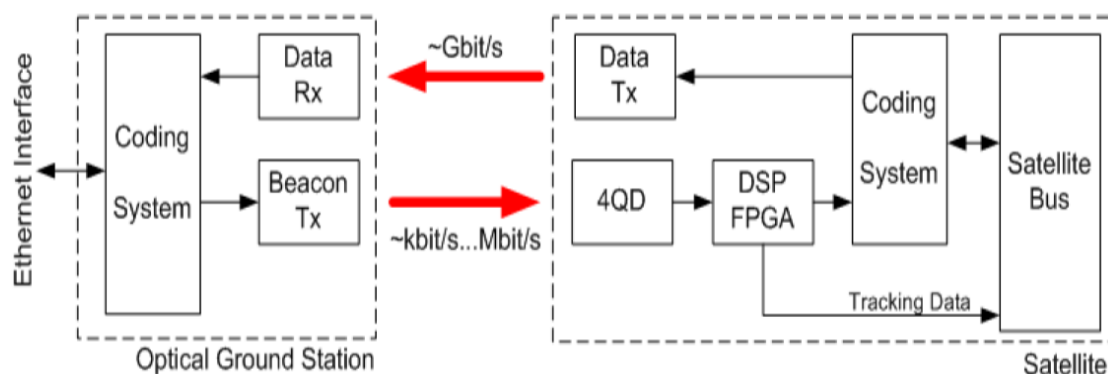 Ethernet Interface
Coding
System
Data
Rx
Beacon
Tx
~Gbit/s
~kbit/s...Mbit/s
Data
Tx
4QD
DSP
FPGA
Coding
System
Satellite
Bus
Tracking Data
Optical Ground Station
Satellite